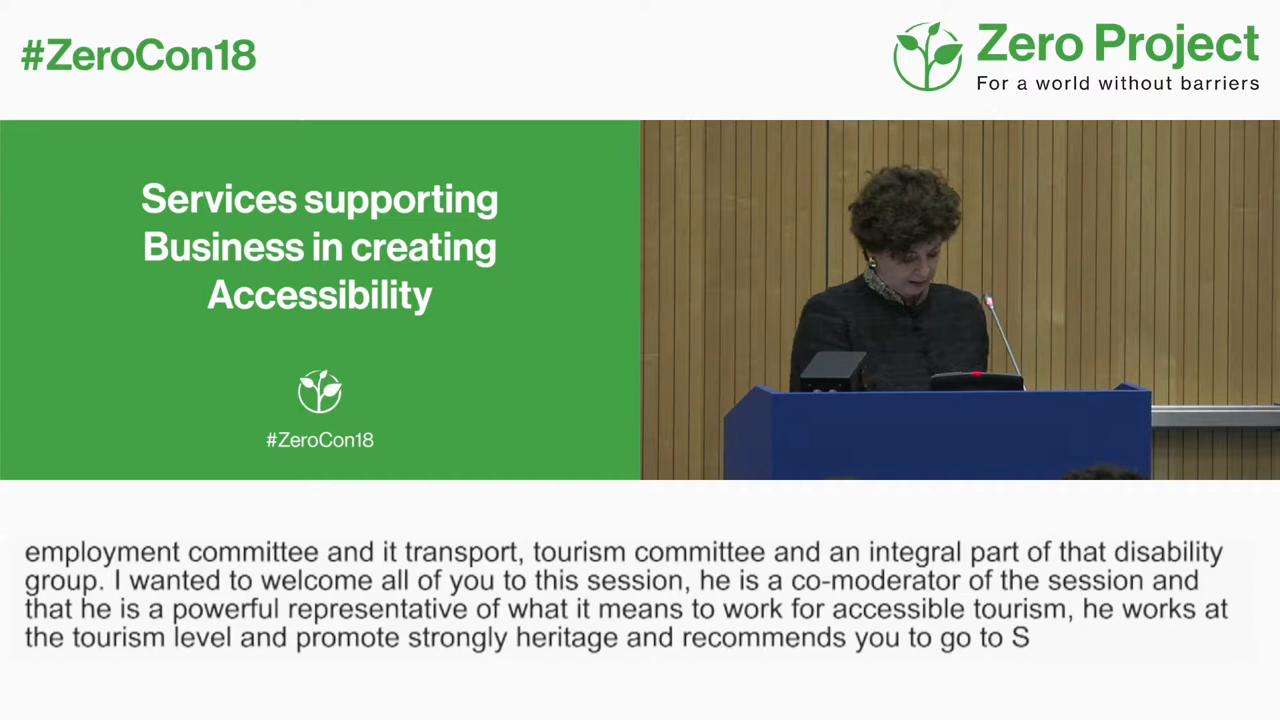 #ZeroCon18
Zero Project
For a world without barriers
Services supporting
Business in creating
Accessibility
#ZeroCon18
employment committee and it transport, tourism committee and an integral part of that disability
group. I wanted to welcome all of you to this session, he is a co-moderator of the session and
that he is a powerful representative of what it means to work for accessible tourism, he works at
the tourism level and promote strongly heritage and recommends you to go to S